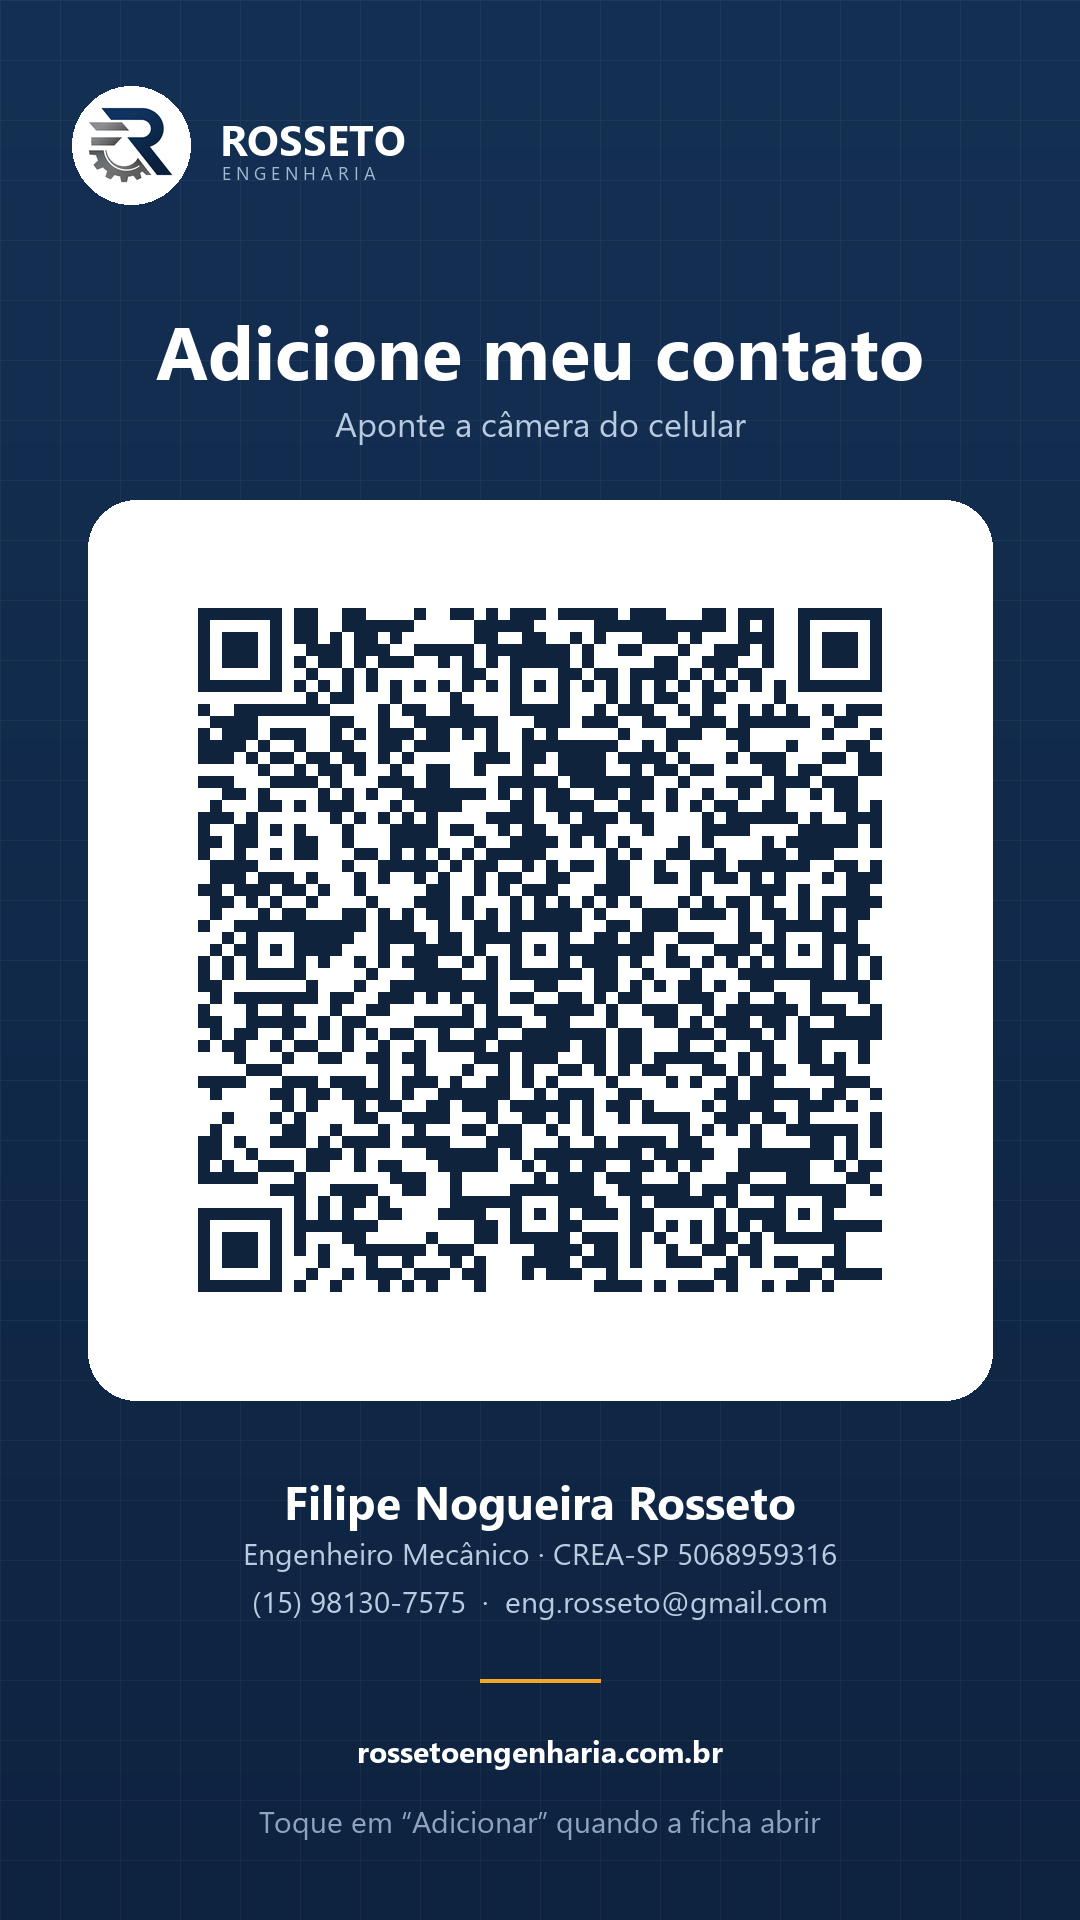 ROSSETO
ENGENHARIA
Adicione meu contato
Aponte a câmera do celular
Filipe Nogueira Rosseto
Engenheiro Mecânico · CREA-SP 5068959316
(15) 98130-7575 · eng.rosseto@gmail.com
rossetoengenharia.com.br
Toque em “Adicionar” quando a ficha abrir